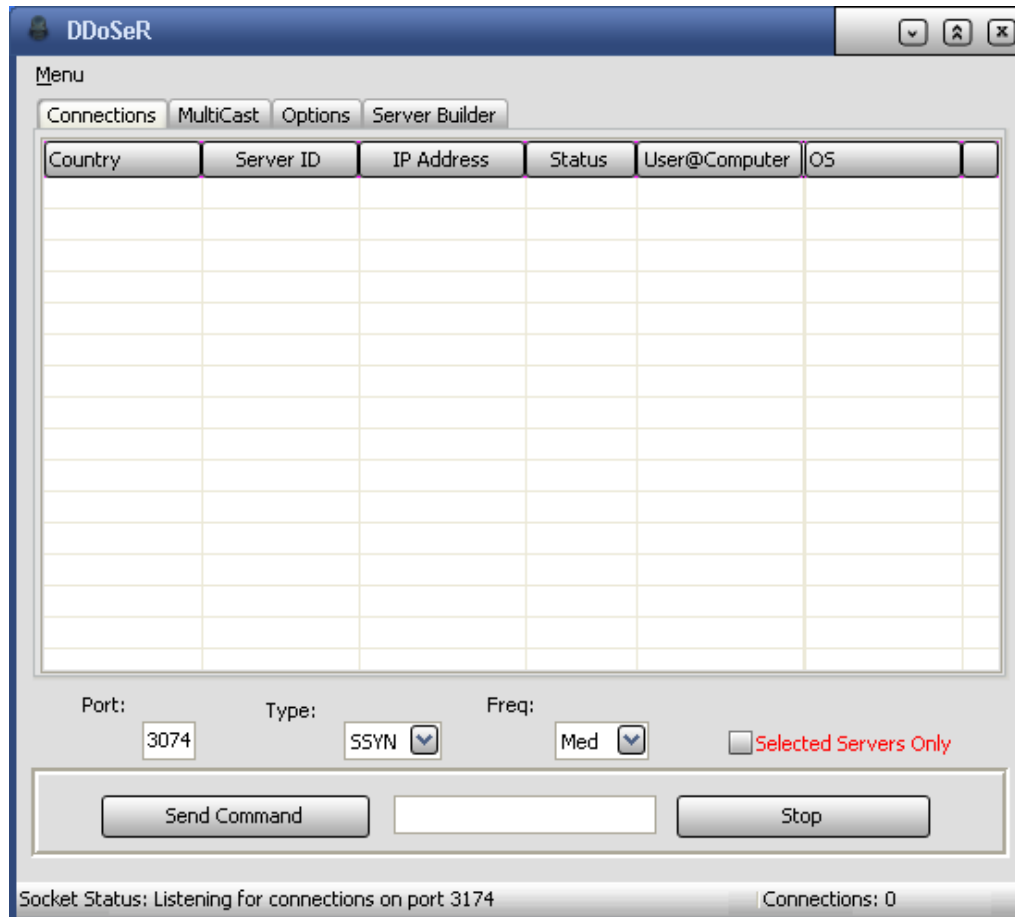 DDoSeR
Menu
Connections MultiCast Options Server Builder
Country Server ID IP Address Status User@Computer OS
Port: Type: Freq:
3074 SSYN Med Selected Servers Only
Send Command Stop
Socket Status: Listening for connections on port 3174 Connections: 0